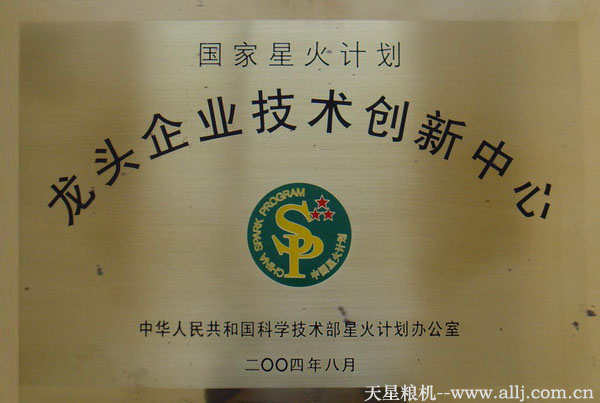 国家星火计划
龙头企业技术创新中心
CHINA SPARK PROGRAM
SP
中国星火计划
中华人民共和国科学技术部星火计划办公室
二〇〇四年八月
天星粮机--www.allj.com.cn